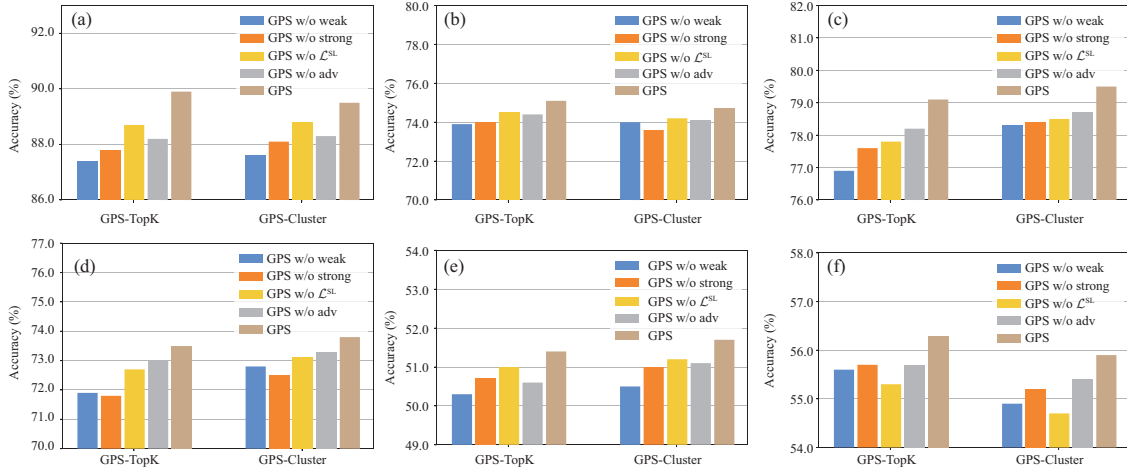 (a)
GPS w/o weak
GPS w/o strong
GPS w/o ℒ^SL
GPS w/o adv
GPS
92.0
90.0
88.0
86.0
Accuracy (%)
GPS-TopK
GPS-Cluster
(b)
GPS w/o weak
GPS w/o strong
GPS w/o ℒ^SL
GPS w/o adv
GPS
80.0
78.0
76.0
74.0
72.0
70.0
Accuracy (%)
GPS-TopK
GPS-Cluster
(c)
GPS w/o weak
GPS w/o strong
GPS w/o ℒ^SL
GPS w/o adv
GPS
82.0
81.0
80.0
79.0
78.0
77.0
76.0
Accuracy (%)
GPS-TopK
GPS-Cluster
(d)
GPS w/o weak
GPS w/o strong
GPS w/o ℒ^SL
GPS w/o adv
GPS
77.0
76.0
75.0
74.0
73.0
72.0
71.0
70.0
Accuracy (%)
GPS-TopK
GPS-Cluster
(e)
GPS w/o weak
GPS w/o strong
GPS w/o ℒ^SL
GPS w/o adv
GPS
54.0
53.0
52.0
51.0
50.0
49.0
Accuracy (%)
GPS-TopK
GPS-Cluster
(f)
GPS w/o weak
GPS w/o strong
GPS w/o ℒ^SL
GPS w/o adv
GPS
58.0
57.0
56.0
55.0
54.0
Accuracy (%)
GPS-TopK
GPS-Cluster